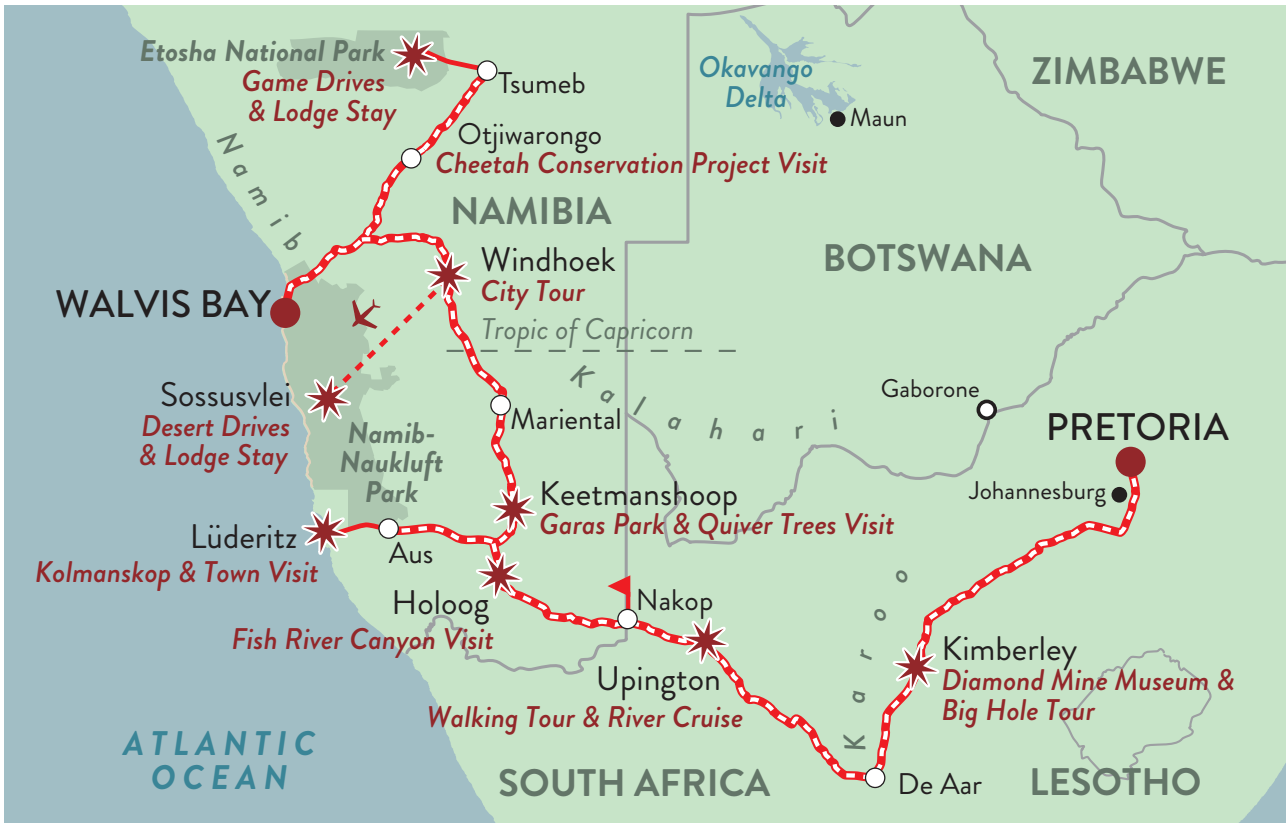 Etosha National Park
Game Drives
& Lodge Stay
Tsumeb
Okavango
Delta
ZIMBABWE
Maun
Otjiwarongo
Cheetah Conservation Project Visit
Namib
NAMIBIA
BOTSWANA
Windhoek
City Tour
WALVIS BAY
Tropic of Capricorn
Kalahari
Sossusvlei
Desert Drives
& Lodge Stay
Mariental
Gaborone
Namib-
Naukluft
Park
PRETORIA
Johannesburg
Keetmanshoop
Garas Park & Quiver Trees Visit
Lüderitz
Kolmanskop & Town Visit
Aus
Holoog
Fish River Canyon Visit
Nakop
Karoo
Upington
Walking Tour & River Cruise
Kimberley
Diamond Mine Museum &
Big Hole Tour
ATLANTIC
OCEAN
SOUTH AFRICA
De Aar
LESOTHO